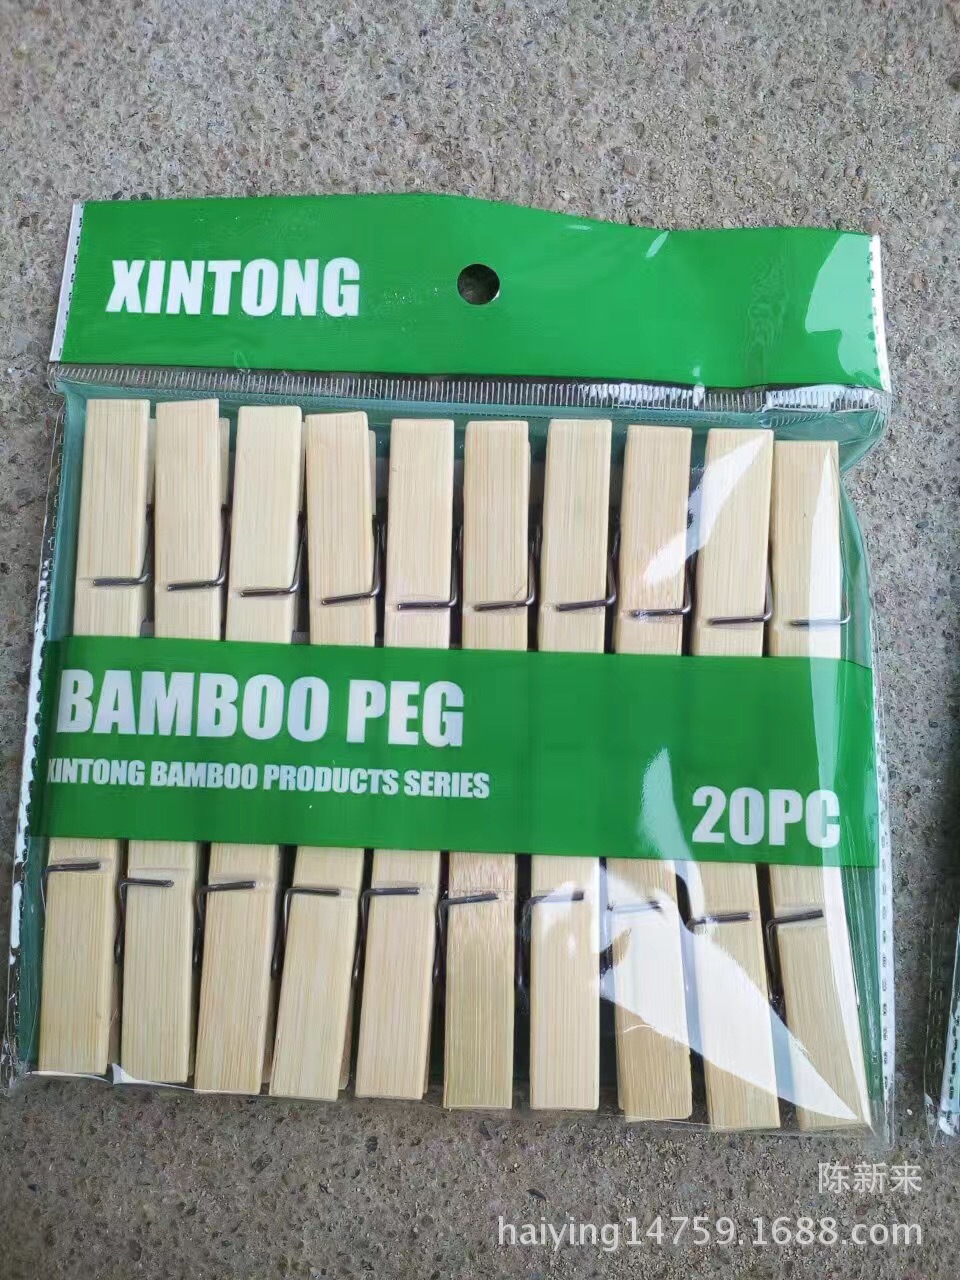 XINTONG
BAMBOO PEG
XINTONG BAMBOO PRODUCTS SERIES
20PC
陈新来
haiying14759.1688.com